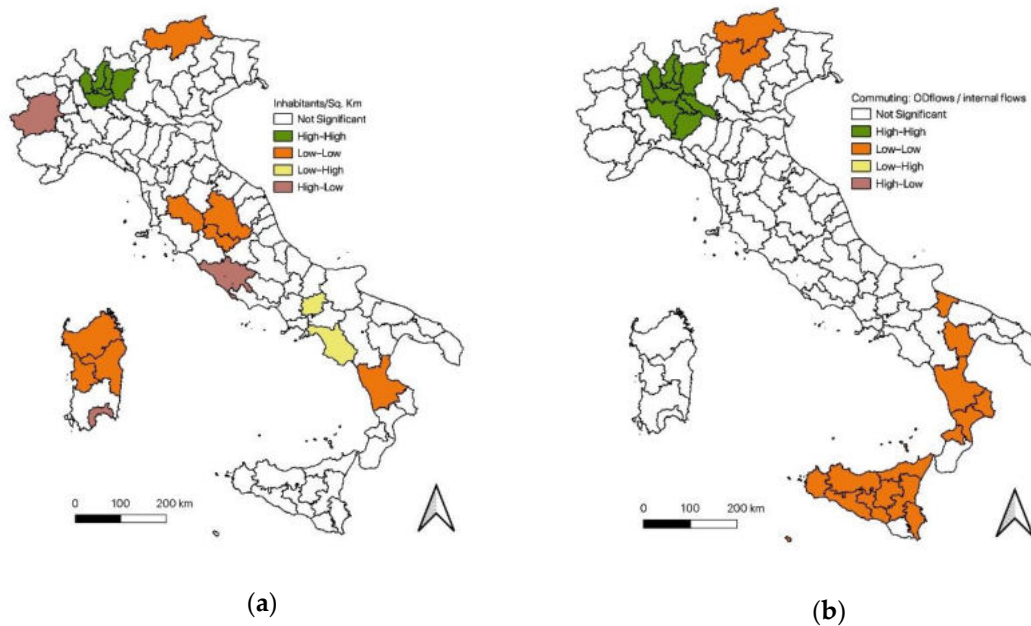 Inhabitants/Sq. Km
Not Significant
High-High
Low-Low
Low-High
High-Low
0 100 200 km
(a)
Commuting: ODflows / internal flows
Not Significant
High-High
Low-Low
Low-High
High-Low
0 100 200 km
(b)